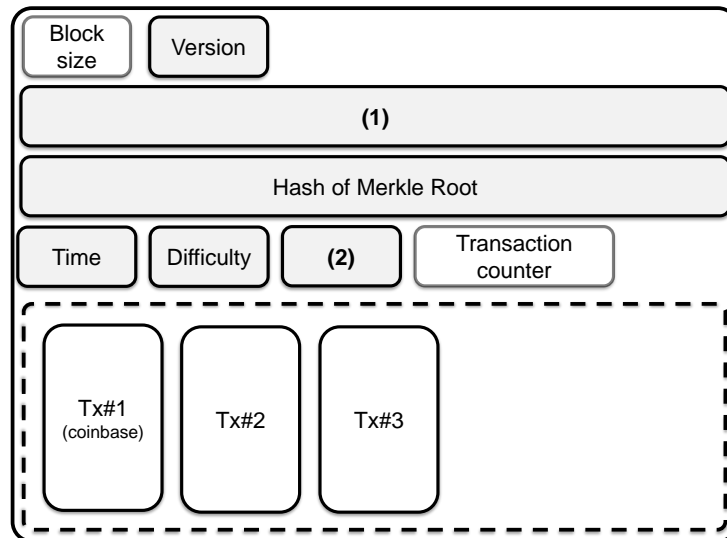 Block
size
Version
(1)
Hash of Merkle Root
Time
Difficulty
(2)
Transaction
counter
Tx#1
(coinbase)
Tx#2
Tx#3